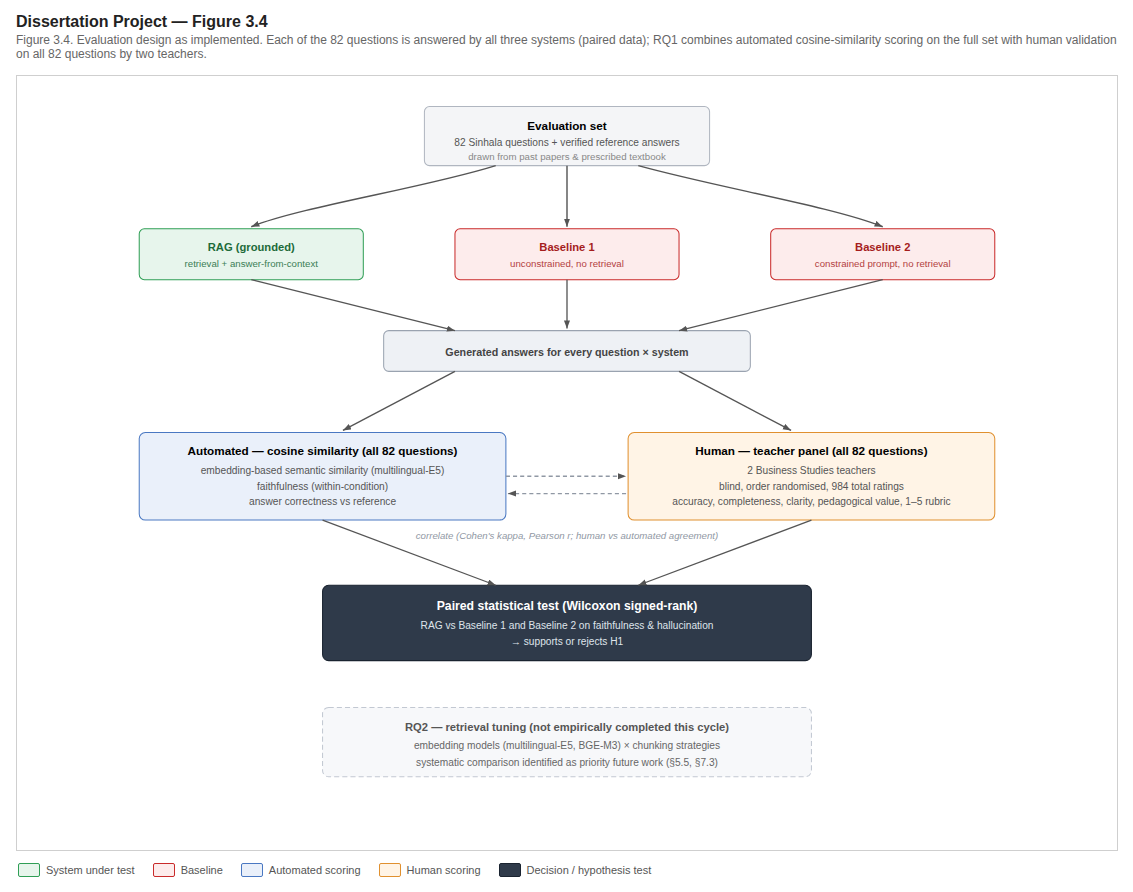 Dissertation Project — Figure 3.4
Figure 3.4. Evaluation design as implemented. Each of the 82 questions is answered by all three systems (paired data); RQ1 combines automated cosine-similarity scoring on the full set with human validation
on all 82 questions by two teachers.
Evaluation set
82 Sinhala questions + verified reference answers
drawn from past papers & prescribed textbook
RAG (grounded)
retrieval + answer-from-context
Baseline 1
unconstrained, no retrieval
Baseline 2
constrained prompt, no retrieval
Generated answers for every question × system
Automated — cosine similarity (all 82 questions)
embedding-based semantic similarity (multilingual-E5)
faithfulness (within-condition)
answer correctness vs reference
Human — teacher panel (all 82 questions)
2 Business Studies teachers
blind, order randomised, 984 total ratings
accuracy, completeness, clarity, pedagogical value, 1–5 rubric
correlate (Cohen's kappa, Pearson r; human vs automated agreement)
Paired statistical test (Wilcoxon signed-rank)
RAG vs Baseline 1 and Baseline 2 on faithfulness & hallucination
→ supports or rejects H1
RQ2 — retrieval tuning (not empirically completed this cycle)
embedding models (multilingual-E5, BGE-M3) × chunking strategies
systematic comparison identified as priority future work (§5.5, §7.3)
System under test
Baseline
Automated scoring
Human scoring
Decision / hypothesis test